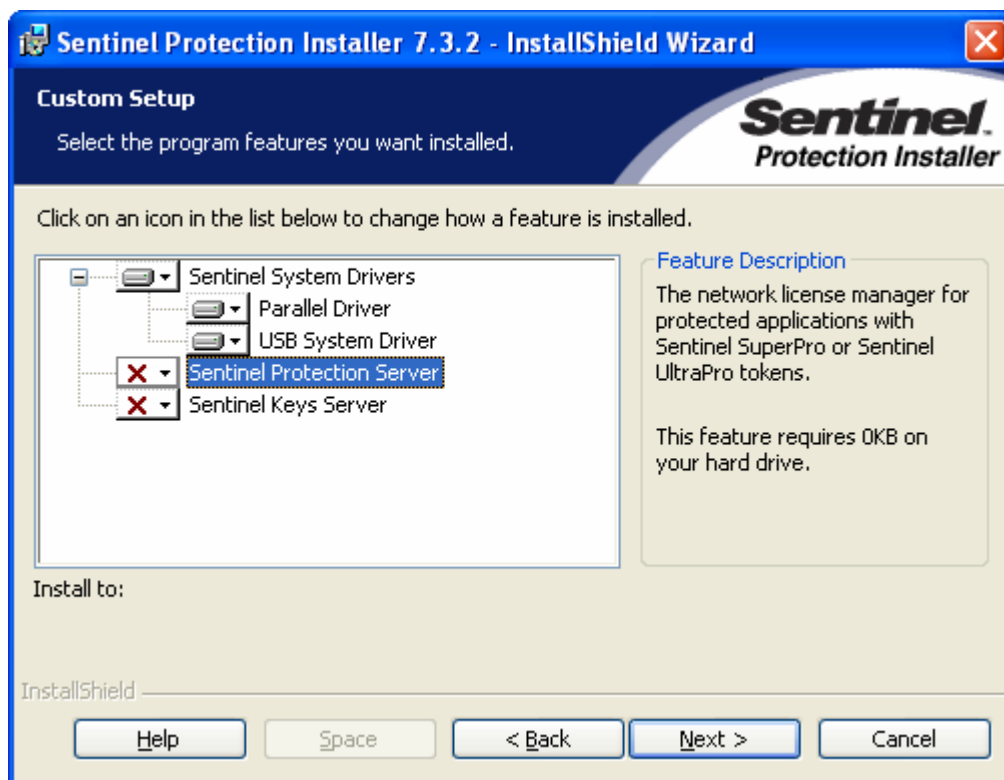 Sentinel Protection Installer 7.3.2 - InstallShield Wizard
Custom Setup
Select the program features you want installed.
Sentinel.
Protection Installer
Click on an icon in the list below to change how a feature is installed.
Sentinel System Drivers
Parallel Driver
USB System Driver
Sentinel Protection Server
Sentinel Keys Server
Feature Description
The network license manager for
protected applications with
Sentinel SuperPro or Sentinel
UltraPro tokens.
This feature requires 0KB on
your hard drive.
Install to:
InstallShield
Help
Space
< Back
Next >
Cancel